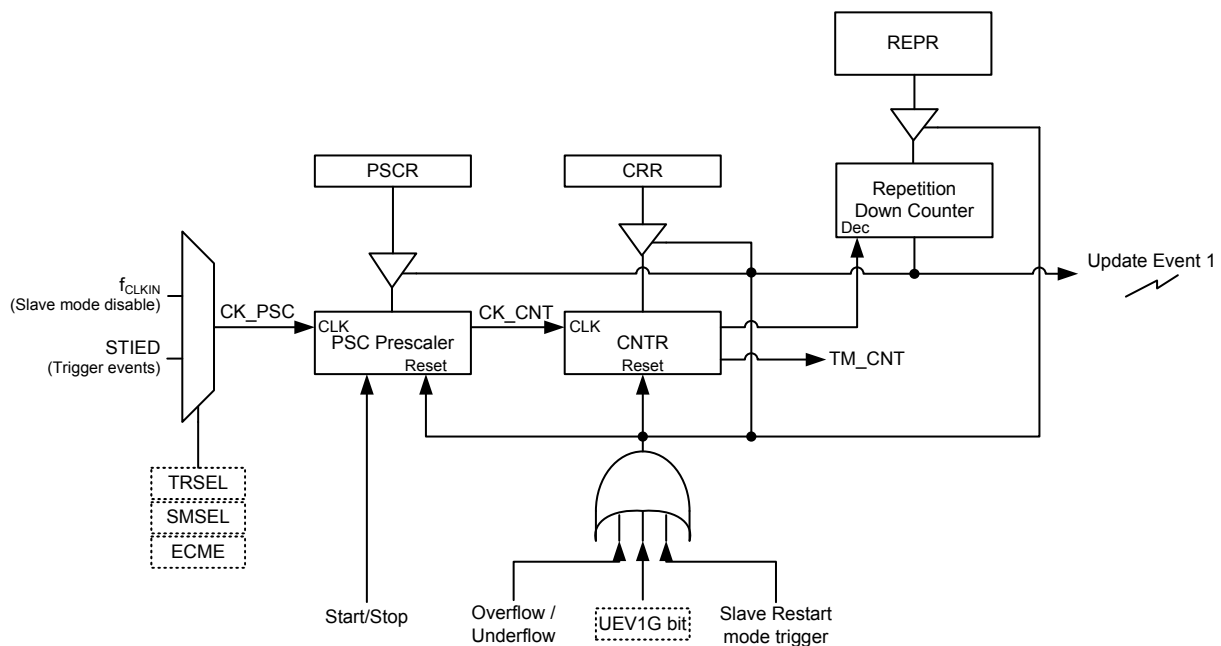 REPR
PSCR
CRR
Repetition
Down Counter
Dec
Update Event 1
fCLKIN
(Slave mode disable)
CK_PSC
CLK
PSC Prescaler
Reset
CK_CNT
CLK
CNTR
Reset
STIED
(Trigger events)
TM_CNT
TRSEL
SMSEL
ECME
Start/Stop
Overflow /
Underflow
UEV1G bit
Slave Restart
mode trigger